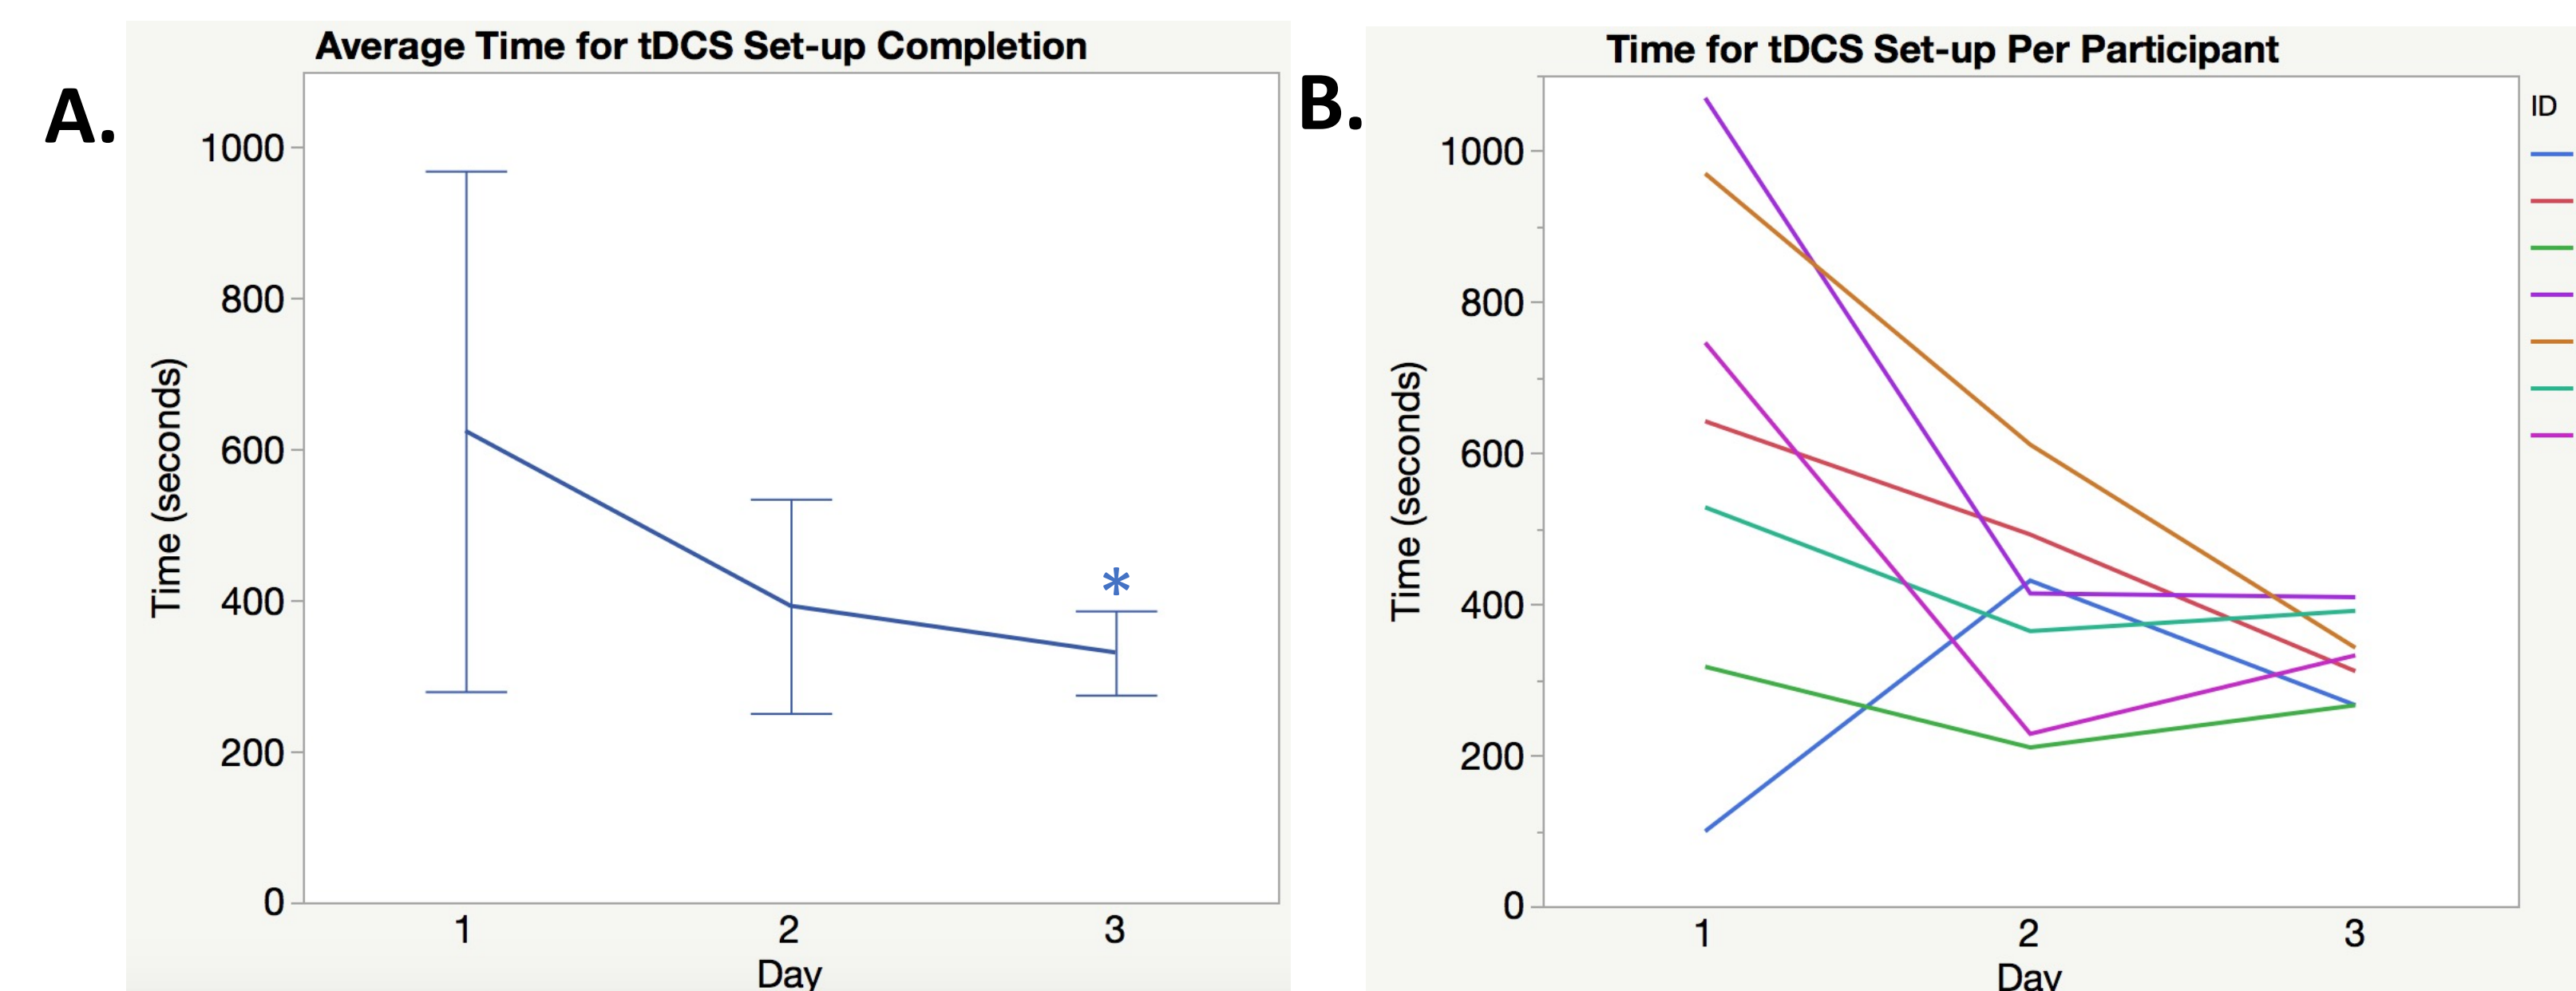 A.
Average Time for tDCS Set-up Completion
Time (seconds)
1000
800
600
400
200
0
*
1 2 3
Day
B.
Time for tDCS Set-up Per Participant
Time (seconds)
1000
800
600
400
200
0
1 2 3
Day
ID